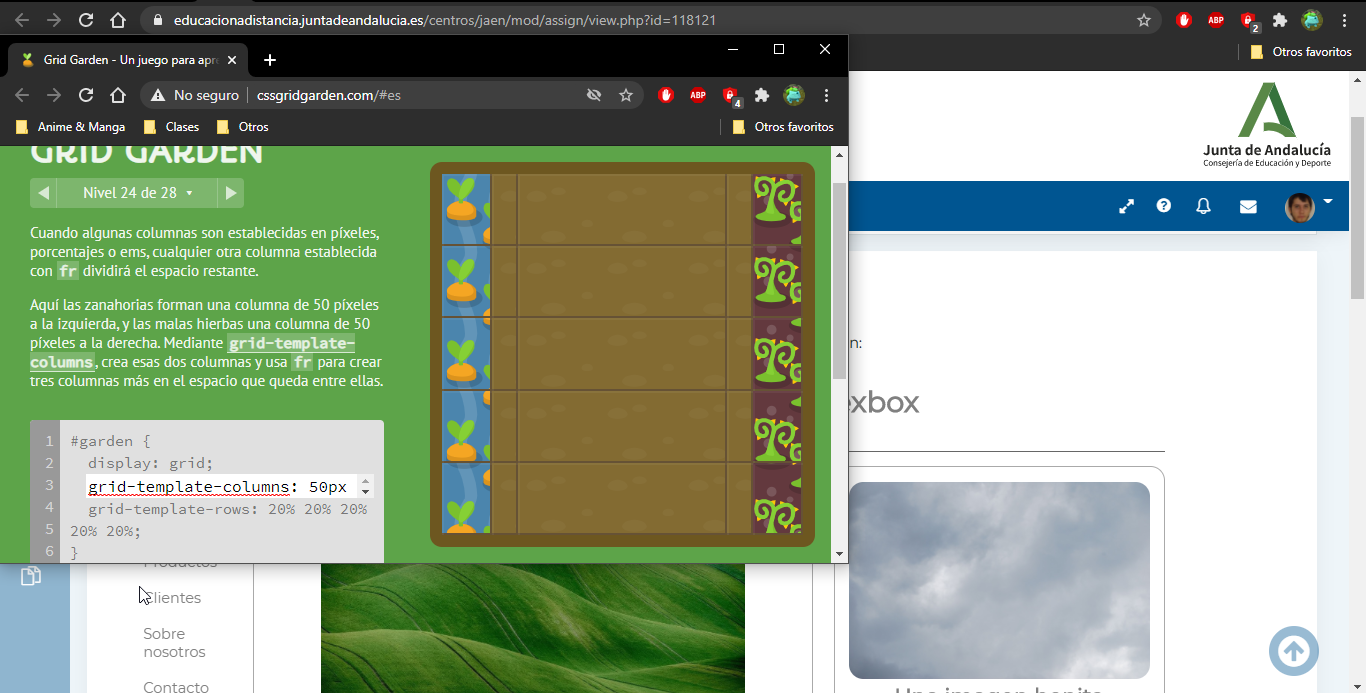 educacionadistancia.juntadeandalucia.es/centros/jaen/mod/assign/view.php?id=118121
ABP
2
Otros favoritos
Grid Garden - Un juego para apre
No seguro
cssgridgarden.com/#es
ABP
4
Anime & Manga
Clases
Otros
Otros favoritos
GRID GARDEN
Nivel 24 de 28
Cuando algunas columnas son establecidas en píxeles,
porcentajes o ems, cualquier otra columna establecida
con fr dividirá el espacio restante.
Aquí las zanahorias forman una columna de 50 píxeles
a la izquierda, y las malas hierbas una columna de 50
píxeles a la derecha. Mediante grid-template-
columns, crea esas dos columnas y usa fr para crear
tres columnas más en el espacio que queda entre ellas.
1 #garden {
2 display: grid;
3 grid-template-columns: 50px
4 grid-template-rows: 20% 20% 20%
5 20% 20%;
6 }
Junta de Andalucía
Consejería de Educación y Deporte
n:
exbox
Productos
Clientes
Sobre
nosotros
Contacto
Una imagen bonita